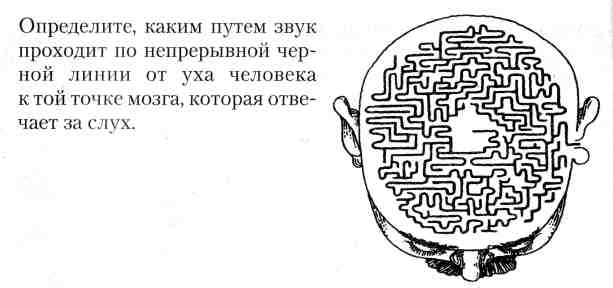 Определите, каким путем звук
проходит по непрерывной чер-
ной линии от уха человека
к той точке мозга, которая отве-
чает за слух.